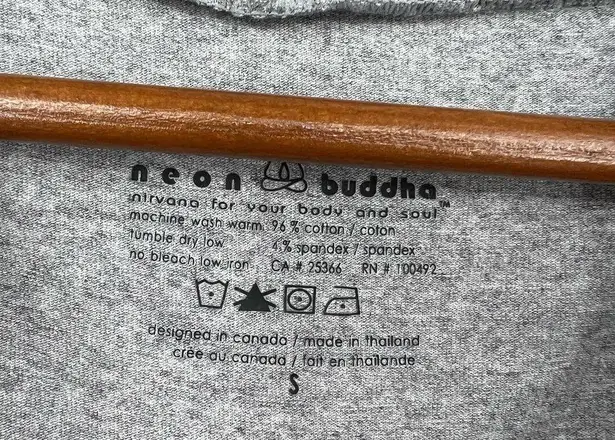 neon buddha™
nirvana for your body and soul
machine wash warm 96 % cotton / coton
tumble dry low 4 % spandex / spandex
no bleach low iron CA # 25366 RN # 100492
designed in canada / made in thailand
crée au canada / fait en thaïlande
S